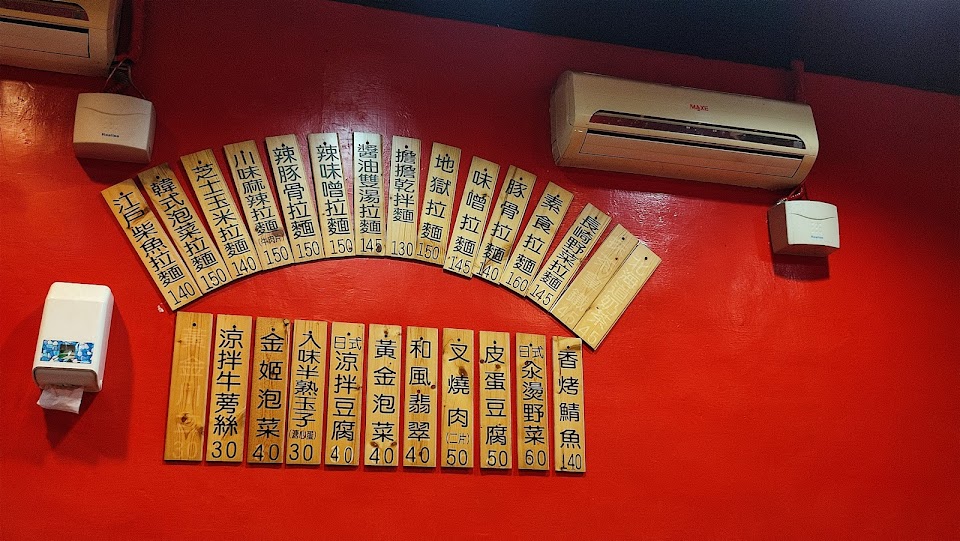 MAXE
江戶柴魚拉麵 140
韓式泡菜拉麵 150
芝士玉米拉麵 140
川味麻辣拉麵 (牛肉片) 150
辣豚骨拉麵 150
辣味噌拉麵 150
醬油雙湯拉麵 145
擔擔乾拌麵 130
地獄拉麵 150
味噌拉麵 145
豚骨拉麵 140
素食拉麵 160
長崎野菜拉麵 145
30
涼拌牛蒡絲 30
金姬泡菜 40
入味半熟玉子 (溏心蛋) 30
日式涼拌豆腐 40
黃金泡菜 40
和風翡翠 40
叉燒肉 (二片) 50
皮蛋豆腐 50
日式汆燙野菜 60
香烤鯖魚 140